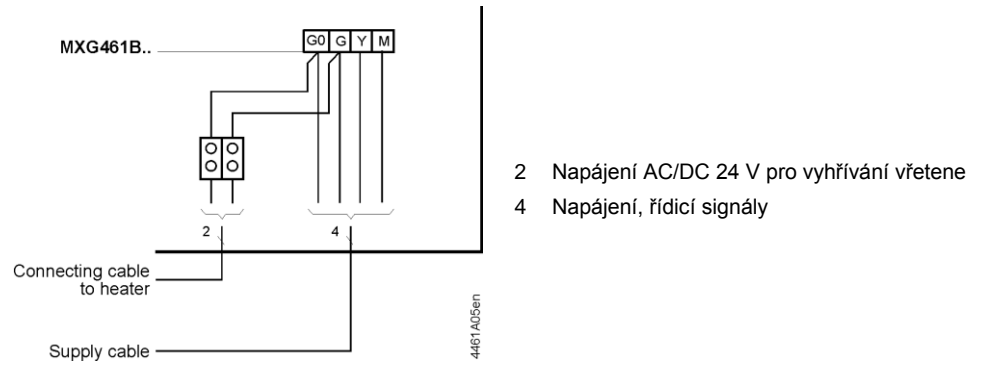 MXG461B..
G0 G Y M
2 Napájení AC/DC 24 V pro vyhřívání vřetene
4 Napájení, řídicí signály
2
4
Connecting cable
to heater
Supply cable
4461A05en